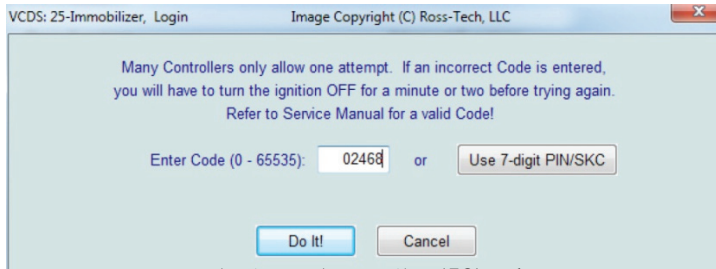 VCDS: 25-Immobilizer, Login Image Copyright (C) Ross-Tech, LLC X
Many Controllers only allow one attempt. If an incorrect Code is entered,
you will have to turn the ignition OFF for a minute or two before trying again.
Refer to Service Manual for a valid Code!
Enter Code (0 - 65535): 02468 or Use 7-digit PIN/SKC
Do It! Cancel